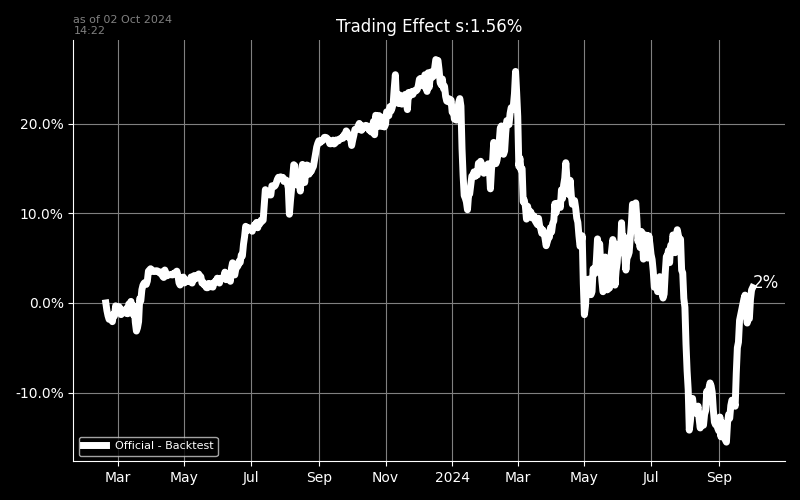 as of 02 Oct 2024
14:22
Trading Effect s:1.56%
20.0%
10.0%
0.0%
-10.0%
2%
Official - Backtest
Mar May Jul Sep Nov 2024 Mar May Jul Sep